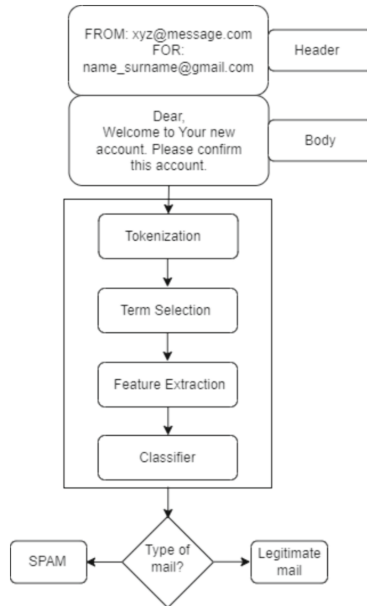 FROM: xyz@message.com
FOR:
name_surname@gmail.com
Header
Dear,
Welcome to Your new
account. Please confirm
this account.
Body
Tokenization
Term Selection
Feature Extraction
Classifier
Type of
mail?
SPAM
Legitimate
mail